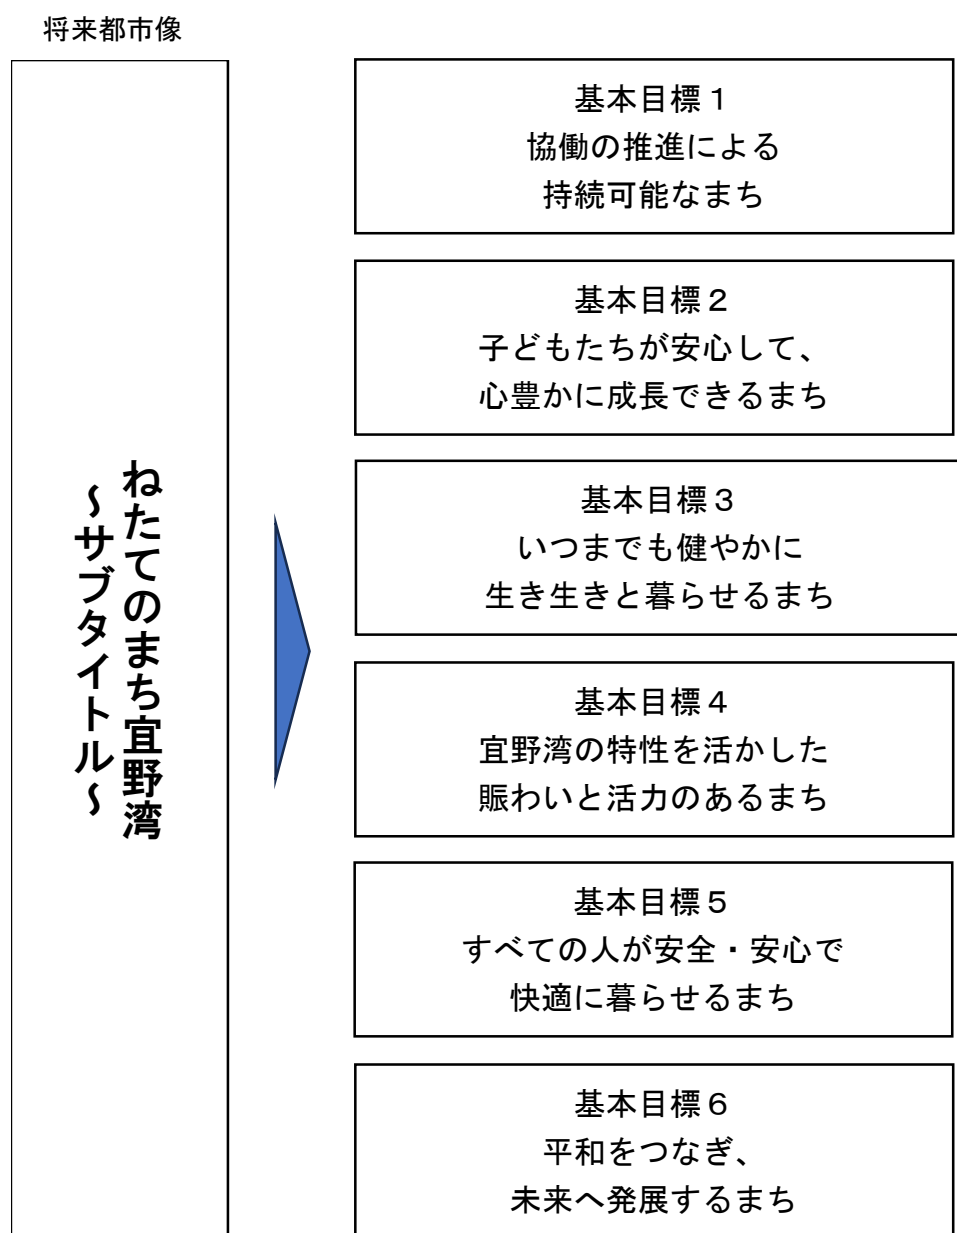 将来都市像
ねたてのまち宜野湾
～サブタイトル～
基本目標１
協働の推進による
持続可能なまち
基本目標２
子どもたちが安心して、
心豊かに成長できるまち
基本目標３
いつまでも健やかに
生き生きと暮らせるまち
基本目標４
宜野湾の特性を活かした
賑わいと活力のあるまち
基本目標５
すべての人が安全・安心で
快適に暮らせるまち
基本目標６
平和をつなぎ、
未来へ発展するまち